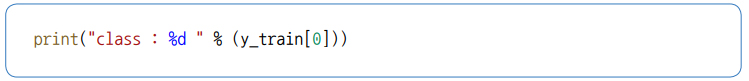 print("class : %d " % (y_train[0]))